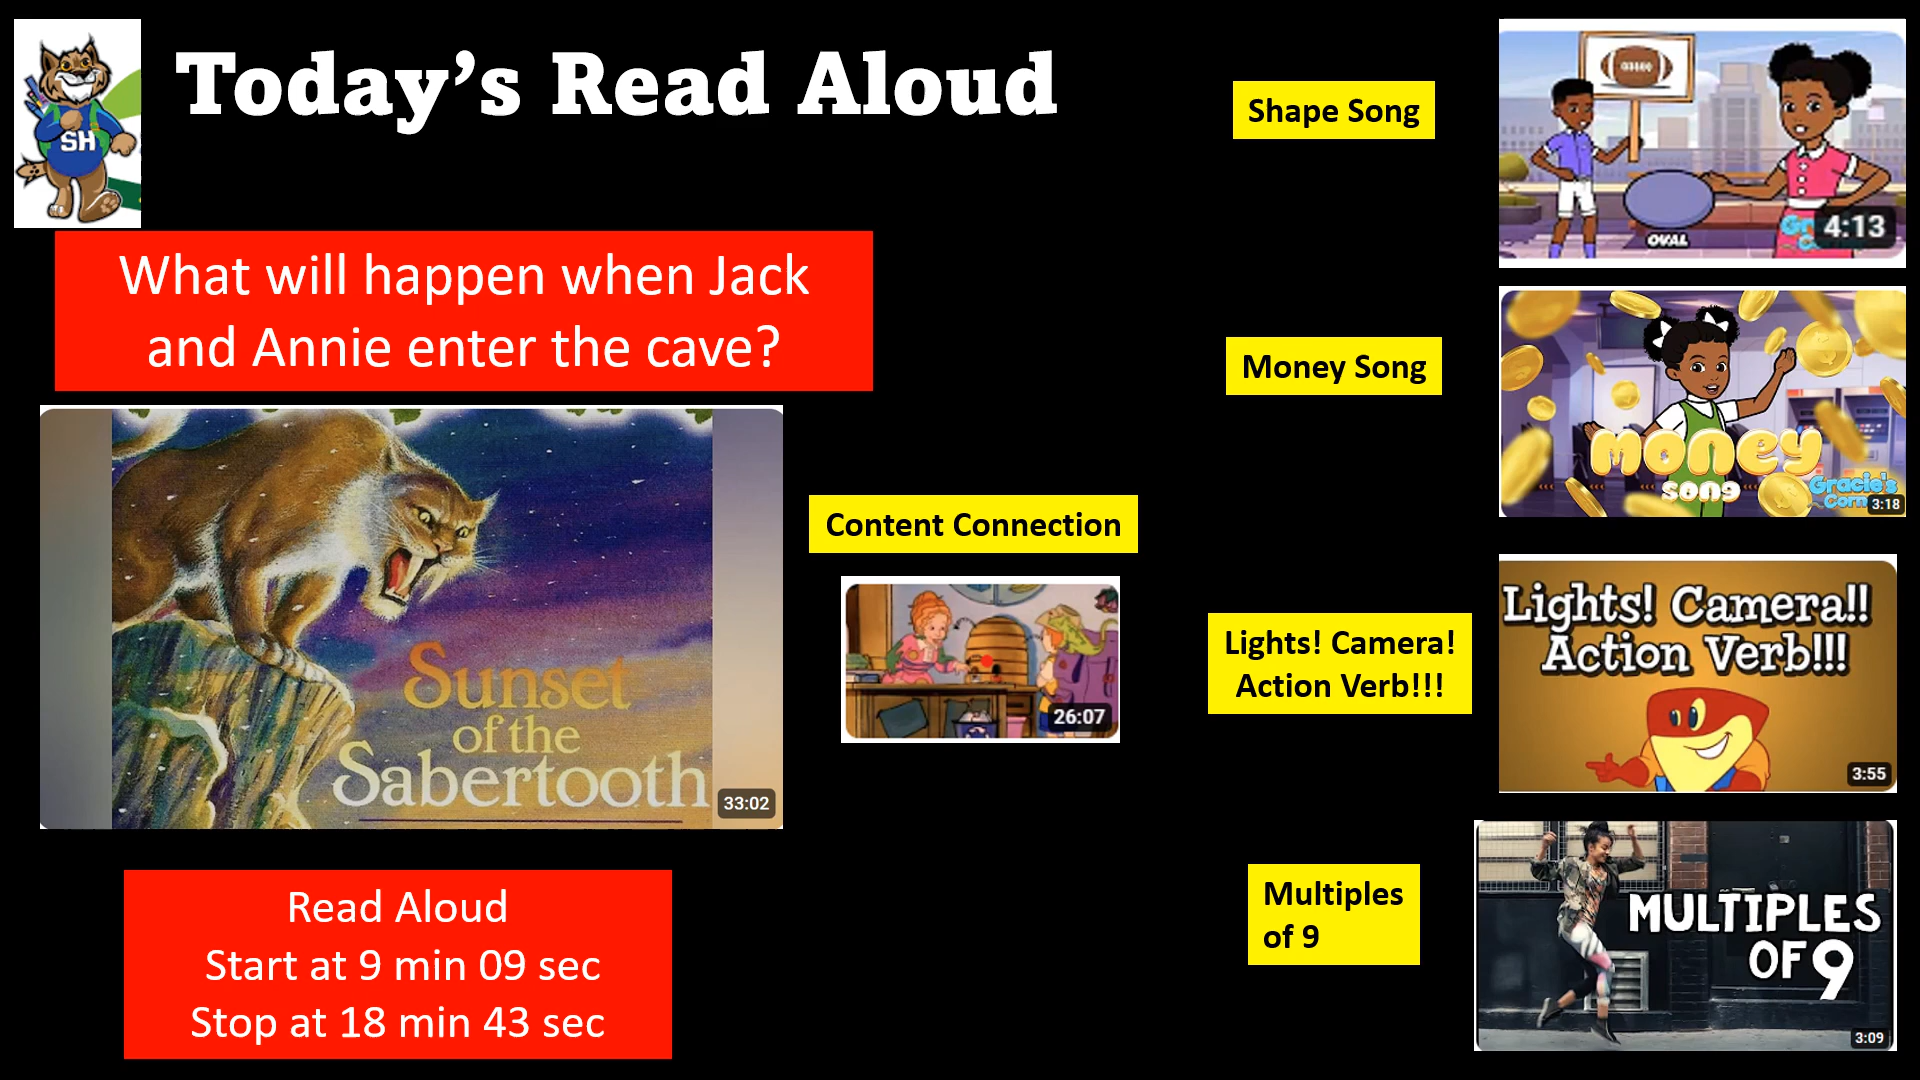 SH
Today's Read Aloud
What will happen when Jack
and Annie enter the cave?
Sunset
of the
Sabertooth
33:02
Read Aloud
Start at 9 min 09 sec
Stop at 18 min 43 sec
Content Connection
26:07
Shape Song
OVAL
4:13
Money Song
money
song
Gracie's
Corn
3:18
Lights! Camera!
Action Verb!!!
Lights! Camera!!
Action Verb!!!
3:55
Multiples
of 9
MULTIPLES
OF 9
3:09